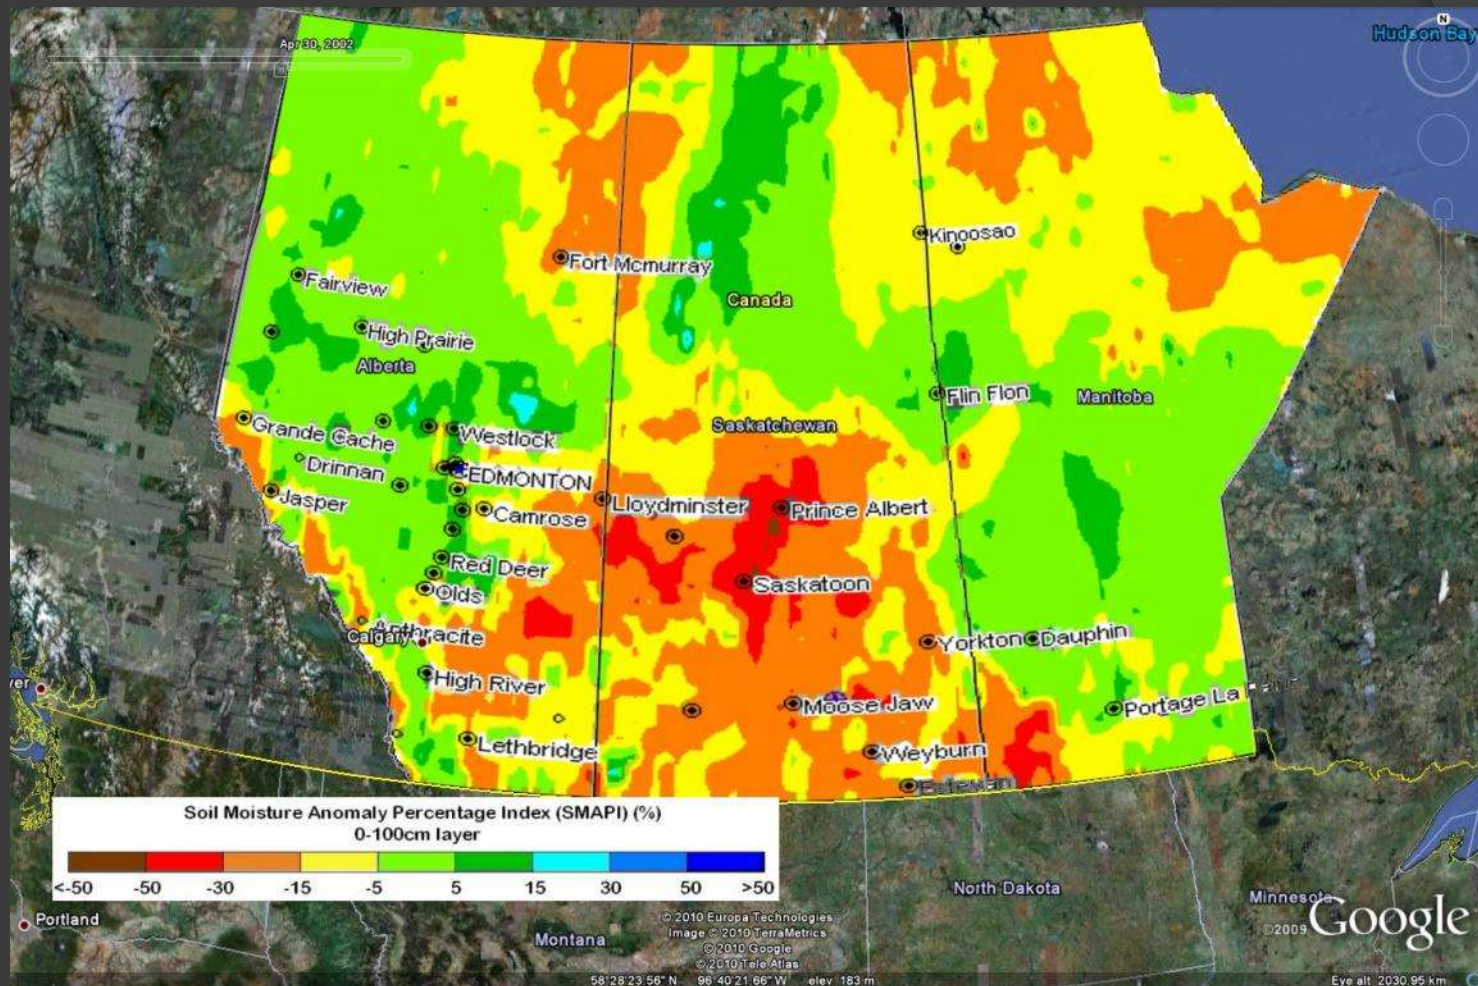 Hudson Bay
N
Apr 30, 2002
Kinoosao
Fort Mcmurray
Fairview
Canada
High Prairie
Alberta
Flin Flon
Manitoba
Grande Cache
Westlock
Saskatchewan
Drinnan
EDMONTON
Jasper
Camrose
Lloydminster
Prince Albert
Red Deer
Saskatoon
Olds
Anthracite
Calgary
Yorkton
Dauphin
High River
Moose Jaw
Portage La
Lethbridge
Weyburn
Estevan
Soil Moisture Anomaly Percentage Index (SMAPI) (%)
0-100cm layer
<-50 -50 -30 -15 -5 5 15 30 50 >50
North Dakota
Minnesota
Portland
Montana
© 2010 Europa Technologies
Image © 2010 TerraMetrics
© 2010 Google
© 2010 Tele Atlas
©2009 Google
58°28'23.56" N 96°40'21.66" W elev 183 m
Eye alt 2030.95 km